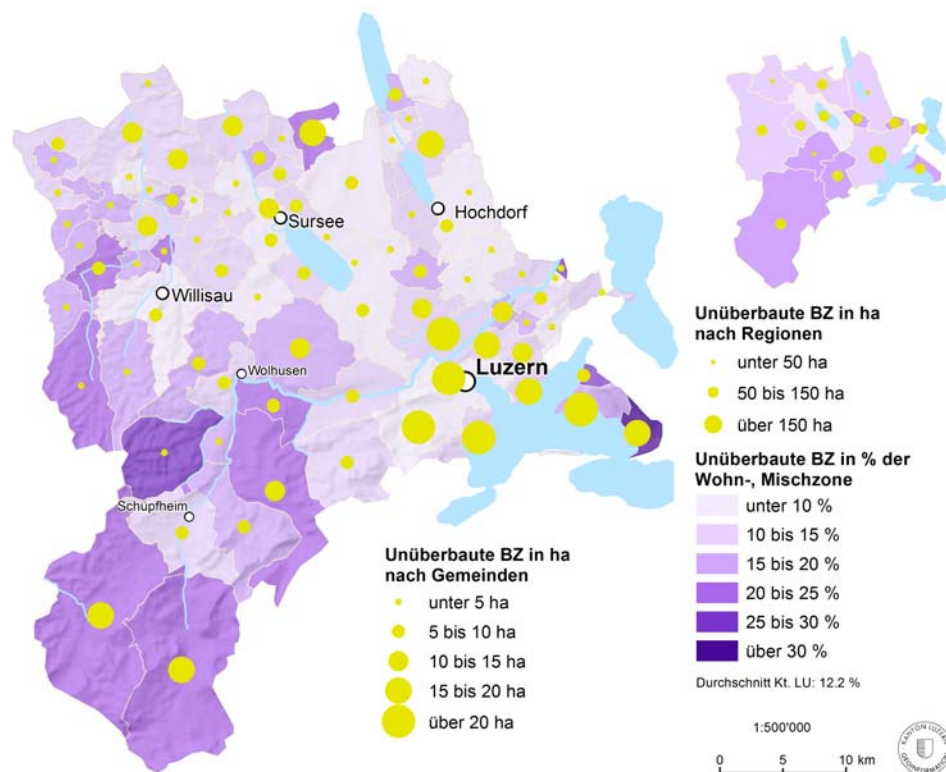 Sursee
Hochdorf
Willisau
Wolhusen
Luzern
Schüpfheim
Unüberbaute BZ in ha
nach Gemeinden
unter 5 ha
5 bis 10 ha
10 bis 15 ha
15 bis 20 ha
über 20 ha
Unüberbaute BZ in ha
nach Regionen
unter 50 ha
50 bis 150 ha
über 150 ha
Unüberbaute BZ in % der
Wohn-, Mischzone
unter 10 %
10 bis 15 %
15 bis 20 %
20 bis 25 %
25 bis 30 %
über 30 %
Durchschnitt Kt. LU: 12.2 %
1:500'000
0 5 10 km
KANTON LUZERN
GEOINFORMATION